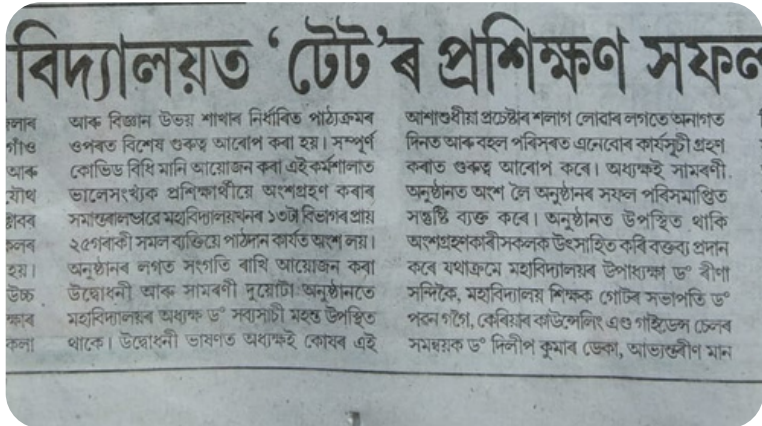 বিদ্যালয়ত ‘টেট’ৰ প্ৰশিক্ষণ সফল
আৰু বিজ্ঞান উভয় শাখাৰ নিৰ্ধাৰিত পাঠ্যক্ৰমৰ
ওপৰত বিশেষ গুৰুত্ব আৰোপ কৰা হয়। সম্পূৰ্ণ
কোভিড বিধি মানি আয়োজন কৰা এই কৰ্মশালাত
ভালেসংখ্যক প্ৰশিক্ষাৰ্থীয়ে অংশগ্ৰহণ কৰাৰ
সমান্তৰালভাৱে মহাবিদ্যালয়খনৰ ১৩টা বিভাগৰ প্ৰায়
২৫গৰাকী সমল ব্যক্তিয়ে পাঠদান কাৰ্যত অংশ লয়।
অনুষ্ঠানৰ লগত সংগতি ৰাখি আয়োজন কৰা
উদ্বোধনী আৰু সামৰণী দুয়োটা অনুষ্ঠানতে
মহাবিদ্যালয়ৰ অধ্যক্ষ ড° সব্যসাচী মহন্ত উপস্থিত
থাকে। উদ্বোধনী ভাষণত অধ্যক্ষই কোৱৰ এই
আশাশুধীয়া প্ৰচেষ্টাৰ শলাগ লোৱাৰ লগতে অনাগত
দিনত আৰু বহল পৰিসৰত এনেবোৰ কাৰ্যসূচী গ্ৰহণ
কৰাত গুৰুত্ব আৰোপ কৰে। অধ্যক্ষই সামৰণী
অনুষ্ঠানত অংশ লৈ অনুষ্ঠানৰ সফল পৰিসমাপ্তিত
সন্তুষ্টি ব্যক্ত কৰে। অনুষ্ঠানত উপস্থিত থাকি
অংশগ্ৰহণকাৰীসকলক উৎসাহিত কৰি বক্তব্য প্ৰদান
কৰে যথাক্ৰমে মহাবিদ্যালয়ৰ উপাধ্যক্ষা ড° ৰীণা
সন্দিকৈ, মহাবিদ্যালয় শিক্ষক গোটৰ সভাপতি ড°
পৱন গগৈ, কেৰিয়াৰ কাউন্সেলিং এণ্ড গাইডেন্স চেলৰ
সমন্বয়ক ড° দিলীপ কুমাৰ ডেকা, আভ্যন্তৰীণ মান